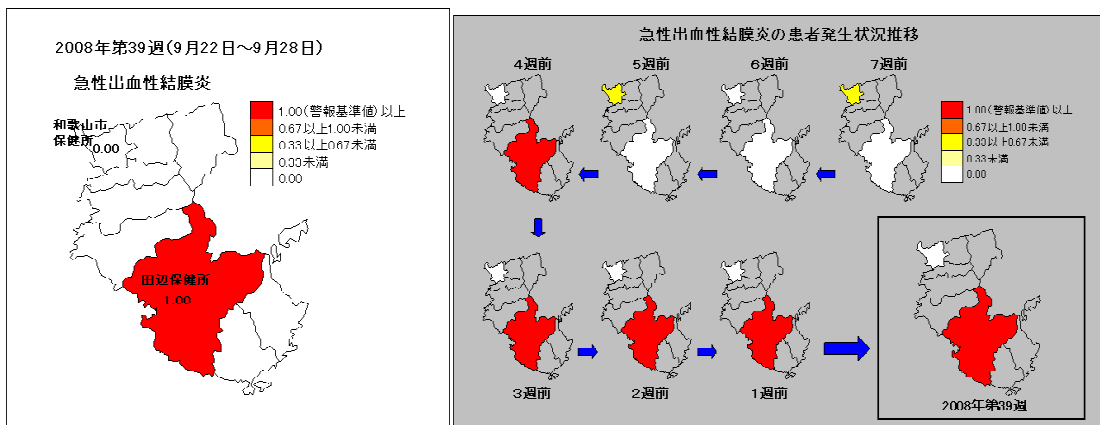 2008年第39週(9月22日～9月28日)
急性出血性結膜炎
1.00(警報基準値)以上
0.67以上1.00未満
0.33以上0.67未満
0.33未満
0.00
和歌山市
保健所
0.00
田辺保健所
1.00
急性出血性結膜炎の患者発生状況推移
4週前
5週前
6週前
7週前
1.00(警報基準値)以上
0.67以上1.00未満
0.33以上0.67未満
0.33未満
0.00
3週前
2週前
1週前
2008年第39週